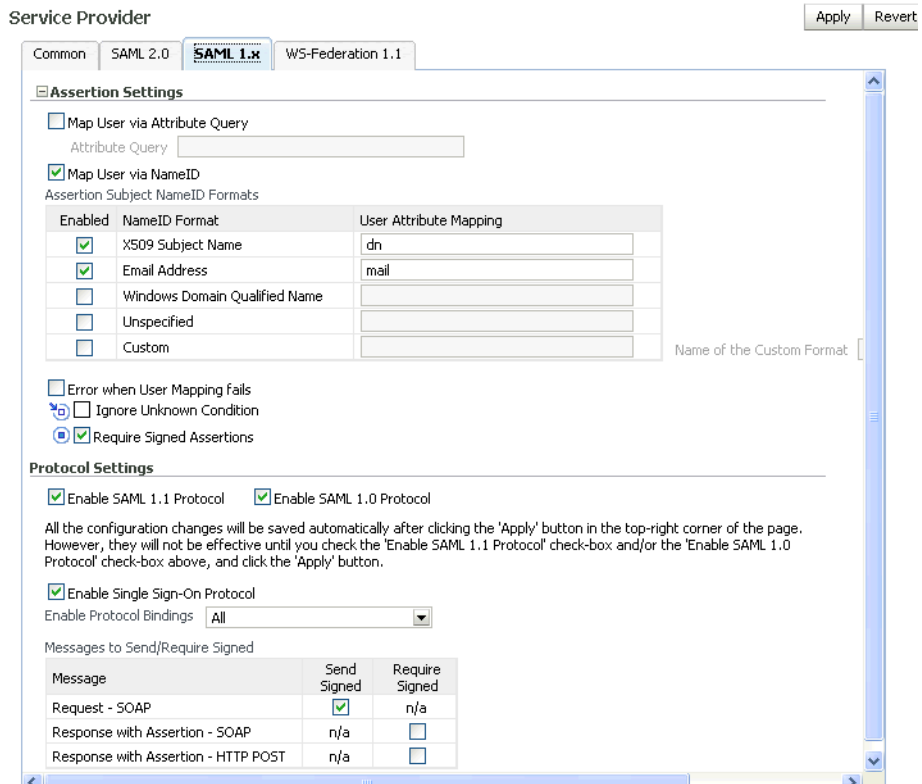 Service Provider
Apply Revert
Common SAML 2.0 SAML 1.x WS-Federation 1.1
Assertion Settings
Map User via Attribute Query
Attribute Query
Map User via NameID
Assertion Subject NameID Formats
Enabled NameID Format User Attribute Mapping
X509 Subject Name dn
Email Address mail
Windows Domain Qualified Name
Unspecified
Custom Name of the Custom Format
Error when User Mapping fails
Ignore Unknown Condition
Require Signed Assertions
Protocol Settings
Enable SAML 1.1 Protocol Enable SAML 1.0 Protocol
All the configuration changes will be saved automatically after clicking the 'Apply' button in the top-right corner of the page.
However, they will not be effective until you check the 'Enable SAML 1.1 Protocol' check-box and/or the 'Enable SAML 1.0
Protocol' check-box above, and click the 'Apply' button.
Enable Single Sign-On Protocol
Enable Protocol Bindings All
Messages to Send/Require Signed
Message Send Signed Require Signed
Request - SOAP n/a
Response with Assertion - SOAP n/a
Response with Assertion - HTTP POST n/a